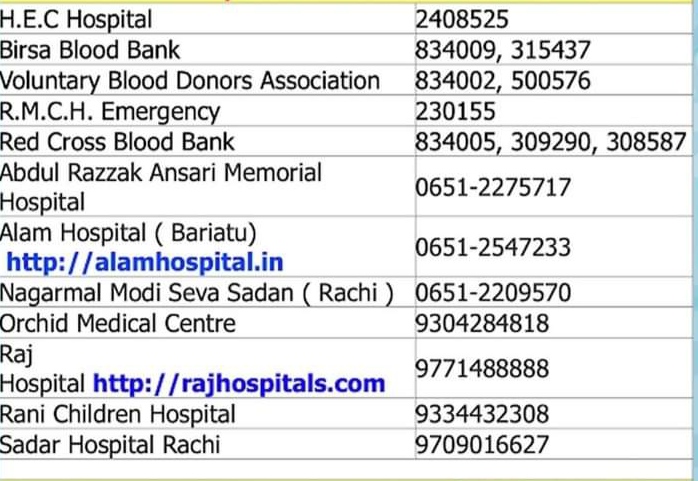 H.E.C Hospital 2408525
Birsa Blood Bank 834009, 315437
Voluntary Blood Donors Association 834002, 500576
R.M.C.H. Emergency 230155
Red Cross Blood Bank 834005, 309290, 308587
Abdul Razzak Ansari Memorial
Hospital 0651-2275717
Alam Hospital ( Bariatu)
http://alamhospital.in 0651-2547233
Nagarmal Modi Seva Sadan ( Rachi ) 0651-2209570
Orchid Medical Centre 9304284818
Raj
Hospital http://rajhospitals.com 9771488888
Rani Children Hospital 9334432308
Sadar Hospital Rachi 9709016627